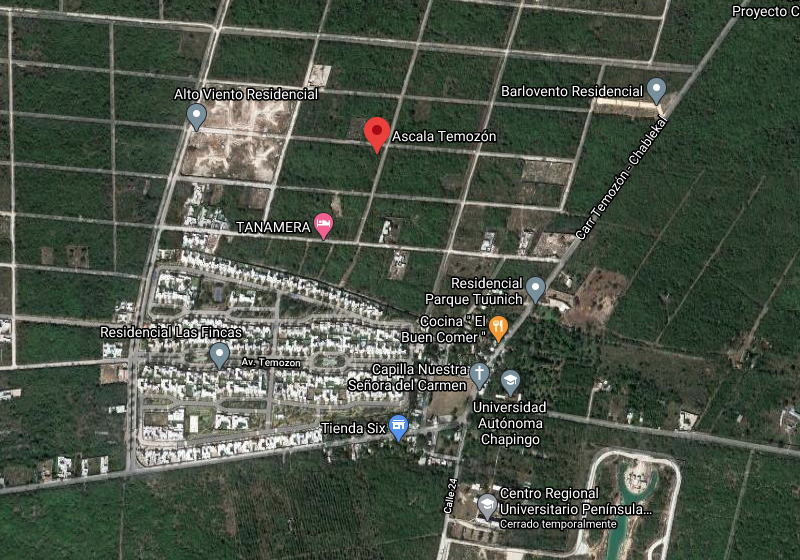 Proyecto C
Alto Viento Residencial
Barlovento Residencial
Ascala Temozón
Carr Temozón - Chablekal
TANAMERA
Residencial
Parque Tuunich
Cocina " El
Buen Comer "
Residencial Las Fincas
Av. Temozon
Capilla Nuestra
Señora del Carmen
Universidad
Autónoma
Chapingo
Tienda Six
Calle 24
Centro Regional
Universitario Península...
Cerrado temporalmente